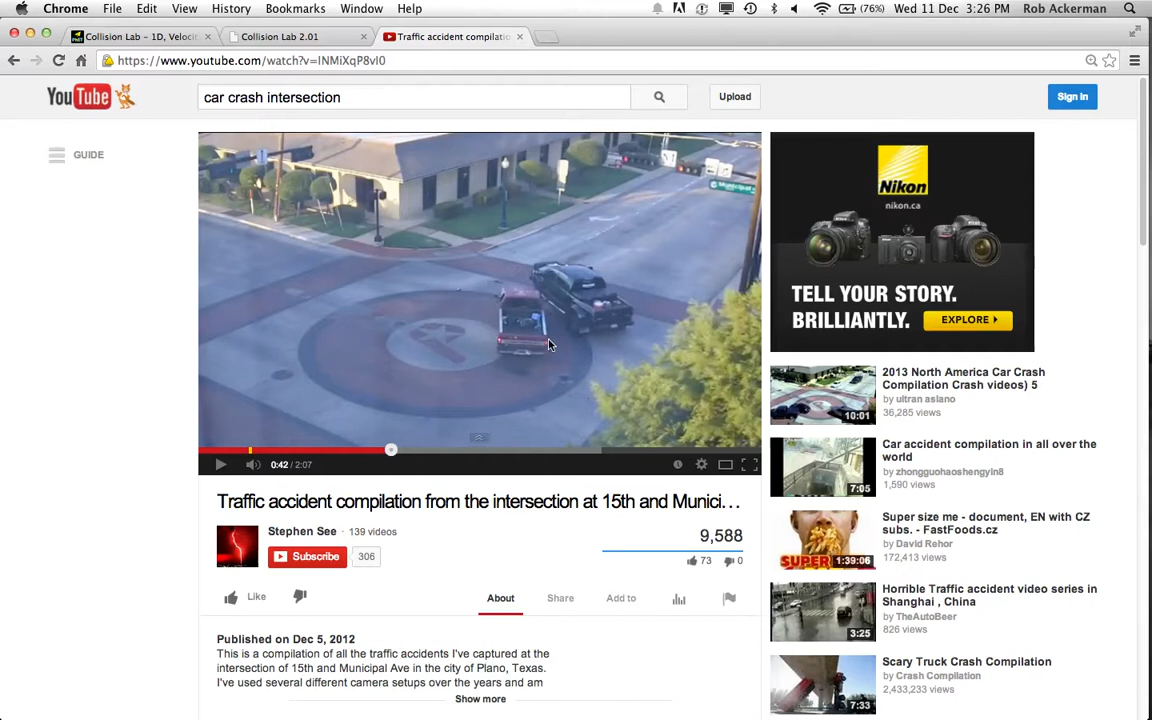 Chrome File Edit View History Bookmarks Window Help (76%) Wed 11 Dec 3:26 PM Rob Ackerman
Collision Lab – 1D, Veloci Collision Lab 2.01 Traffic accident compilatio
https://www.youtube.com/watch?v=INMiXqP8vI0
YouTube car crash intersection Upload Sign In
GUIDE
Municipal
0:42 / 2:07
Traffic accident compilation from the intersection at 15th and Munici...
Stephen See · 139 videos
Subscribe 306
9,588
73 0
Like
About Share Add to
Published on Dec 5, 2012
This is a compilation of all the traffic accidents I've captured at the
intersection of 15th and Municipal Ave in the city of Plano, Texas.
I've used several different camera setups over the years and am
Show more
Nikon
nikon.ca
TELL YOUR STORY.
BRILLIANTLY.
EXPLORE
2013 North America Car Crash
Compilation Crash videos) 5
by ultran aslano
36,285 views
10:01
Car accident compilation in all over the
world
by zhongguohaoshengyin8
1,590 views
7:05
Super size me - document, EN with CZ
subs. - FastFoods.cz
by David Rehor
172,413 views
SUPER
1:39:06
Horrible Traffic accident video series in
Shanghai , China
by TheAutoBeer
826 views
3:25
Scary Truck Crash Compilation
by Crash Compilation
2,433,233 views
7:33